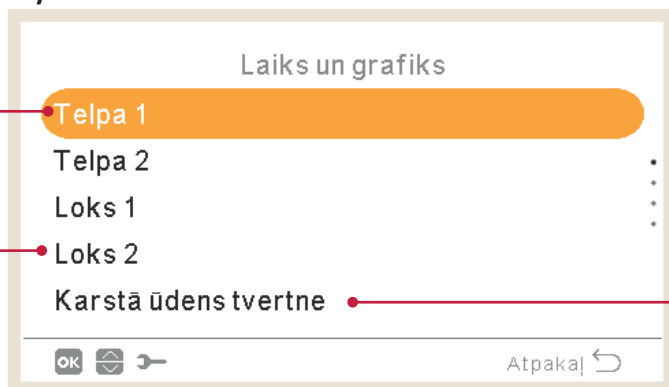 Laiks un grafiks
Telpa 1
Telpa 2
Loks 1
Loks 2
Karstā ūdens tvertne
OK
Atpakaļ